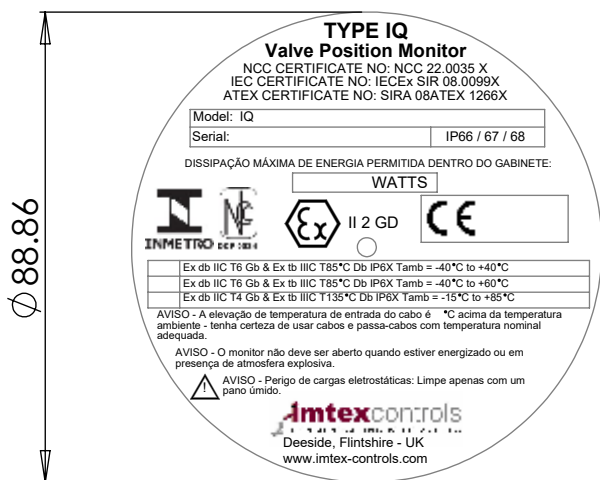 TYPE IQ
Valve Position Monitor
NCC CERTIFICATE NO: NCC 22.0035 X
IEC CERTIFICATE NO: IECEx SIR 08.0099X
ATEX CERTIFICATE NO: SIRA 08ATEX 1266X
Model: IQ
Serial: IP66 / 67 / 68
DISSIPAÇÃO MÁXIMA DE ENERGIA PERMITIDA DENTRO DO GABINETE:
WATTS
INMETRO
Ex II 2 GD CE
Ex db IIC T6 Gb & Ex tb IIIC T85°C Db IP6X Tamb = -40°C to +40°C
Ex db IIC T6 Gb & Ex tb IIIC T85°C Db IP6X Tamb = -40°C to +60°C
Ex db IIC T4 Gb & Ex tb IIIC T135°C Db IP6X Tamb = -15°C to +85°C
AVISO - A elevação de temperatura de entrada do cabo é °C acima da temperatura
ambiente - tenha certeza de usar cabos e passa-cabos com temperatura nominal
adequada.
AVISO - O monitor não deve ser aberto quando estiver energizado ou em
presença de atmosfera explosiva.
AVISO - Perigo de cargas eletrostáticas: Limpe apenas com um
pano úmido.
imtexcontrols
Deeside, Flintshire - UK
www.imtex-controls.com
Ø88.86